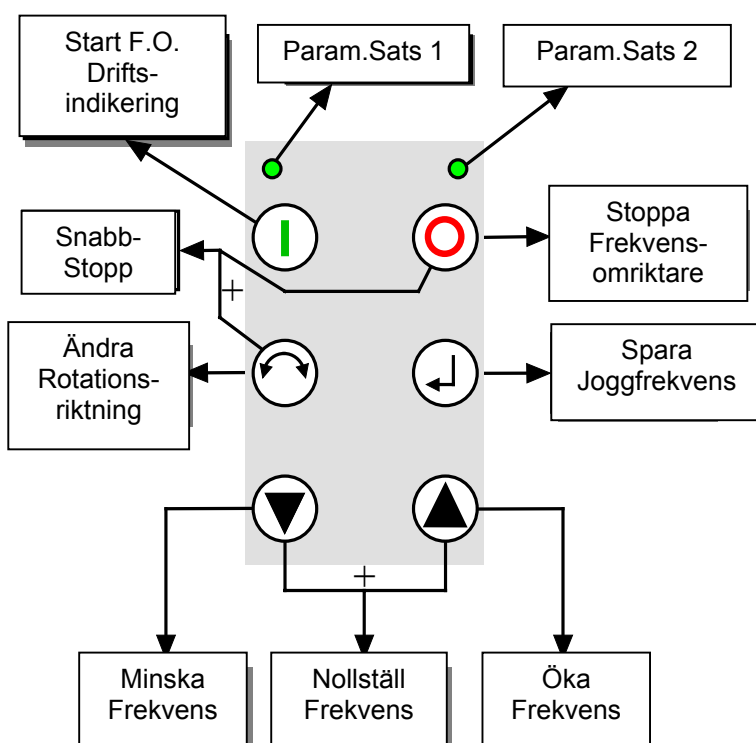 Start F.O.
Drifts-
indikering
Param.Sats 1
Param.Sats 2
Snabb-
Stopp
+
Stoppa
Frekvens-
omriktare
Ändra
Rotations-
riktning
Spara
Joggfrekvens
+
Minska
Frekvens
Nollställ
Frekvens
Öka
Frekvens